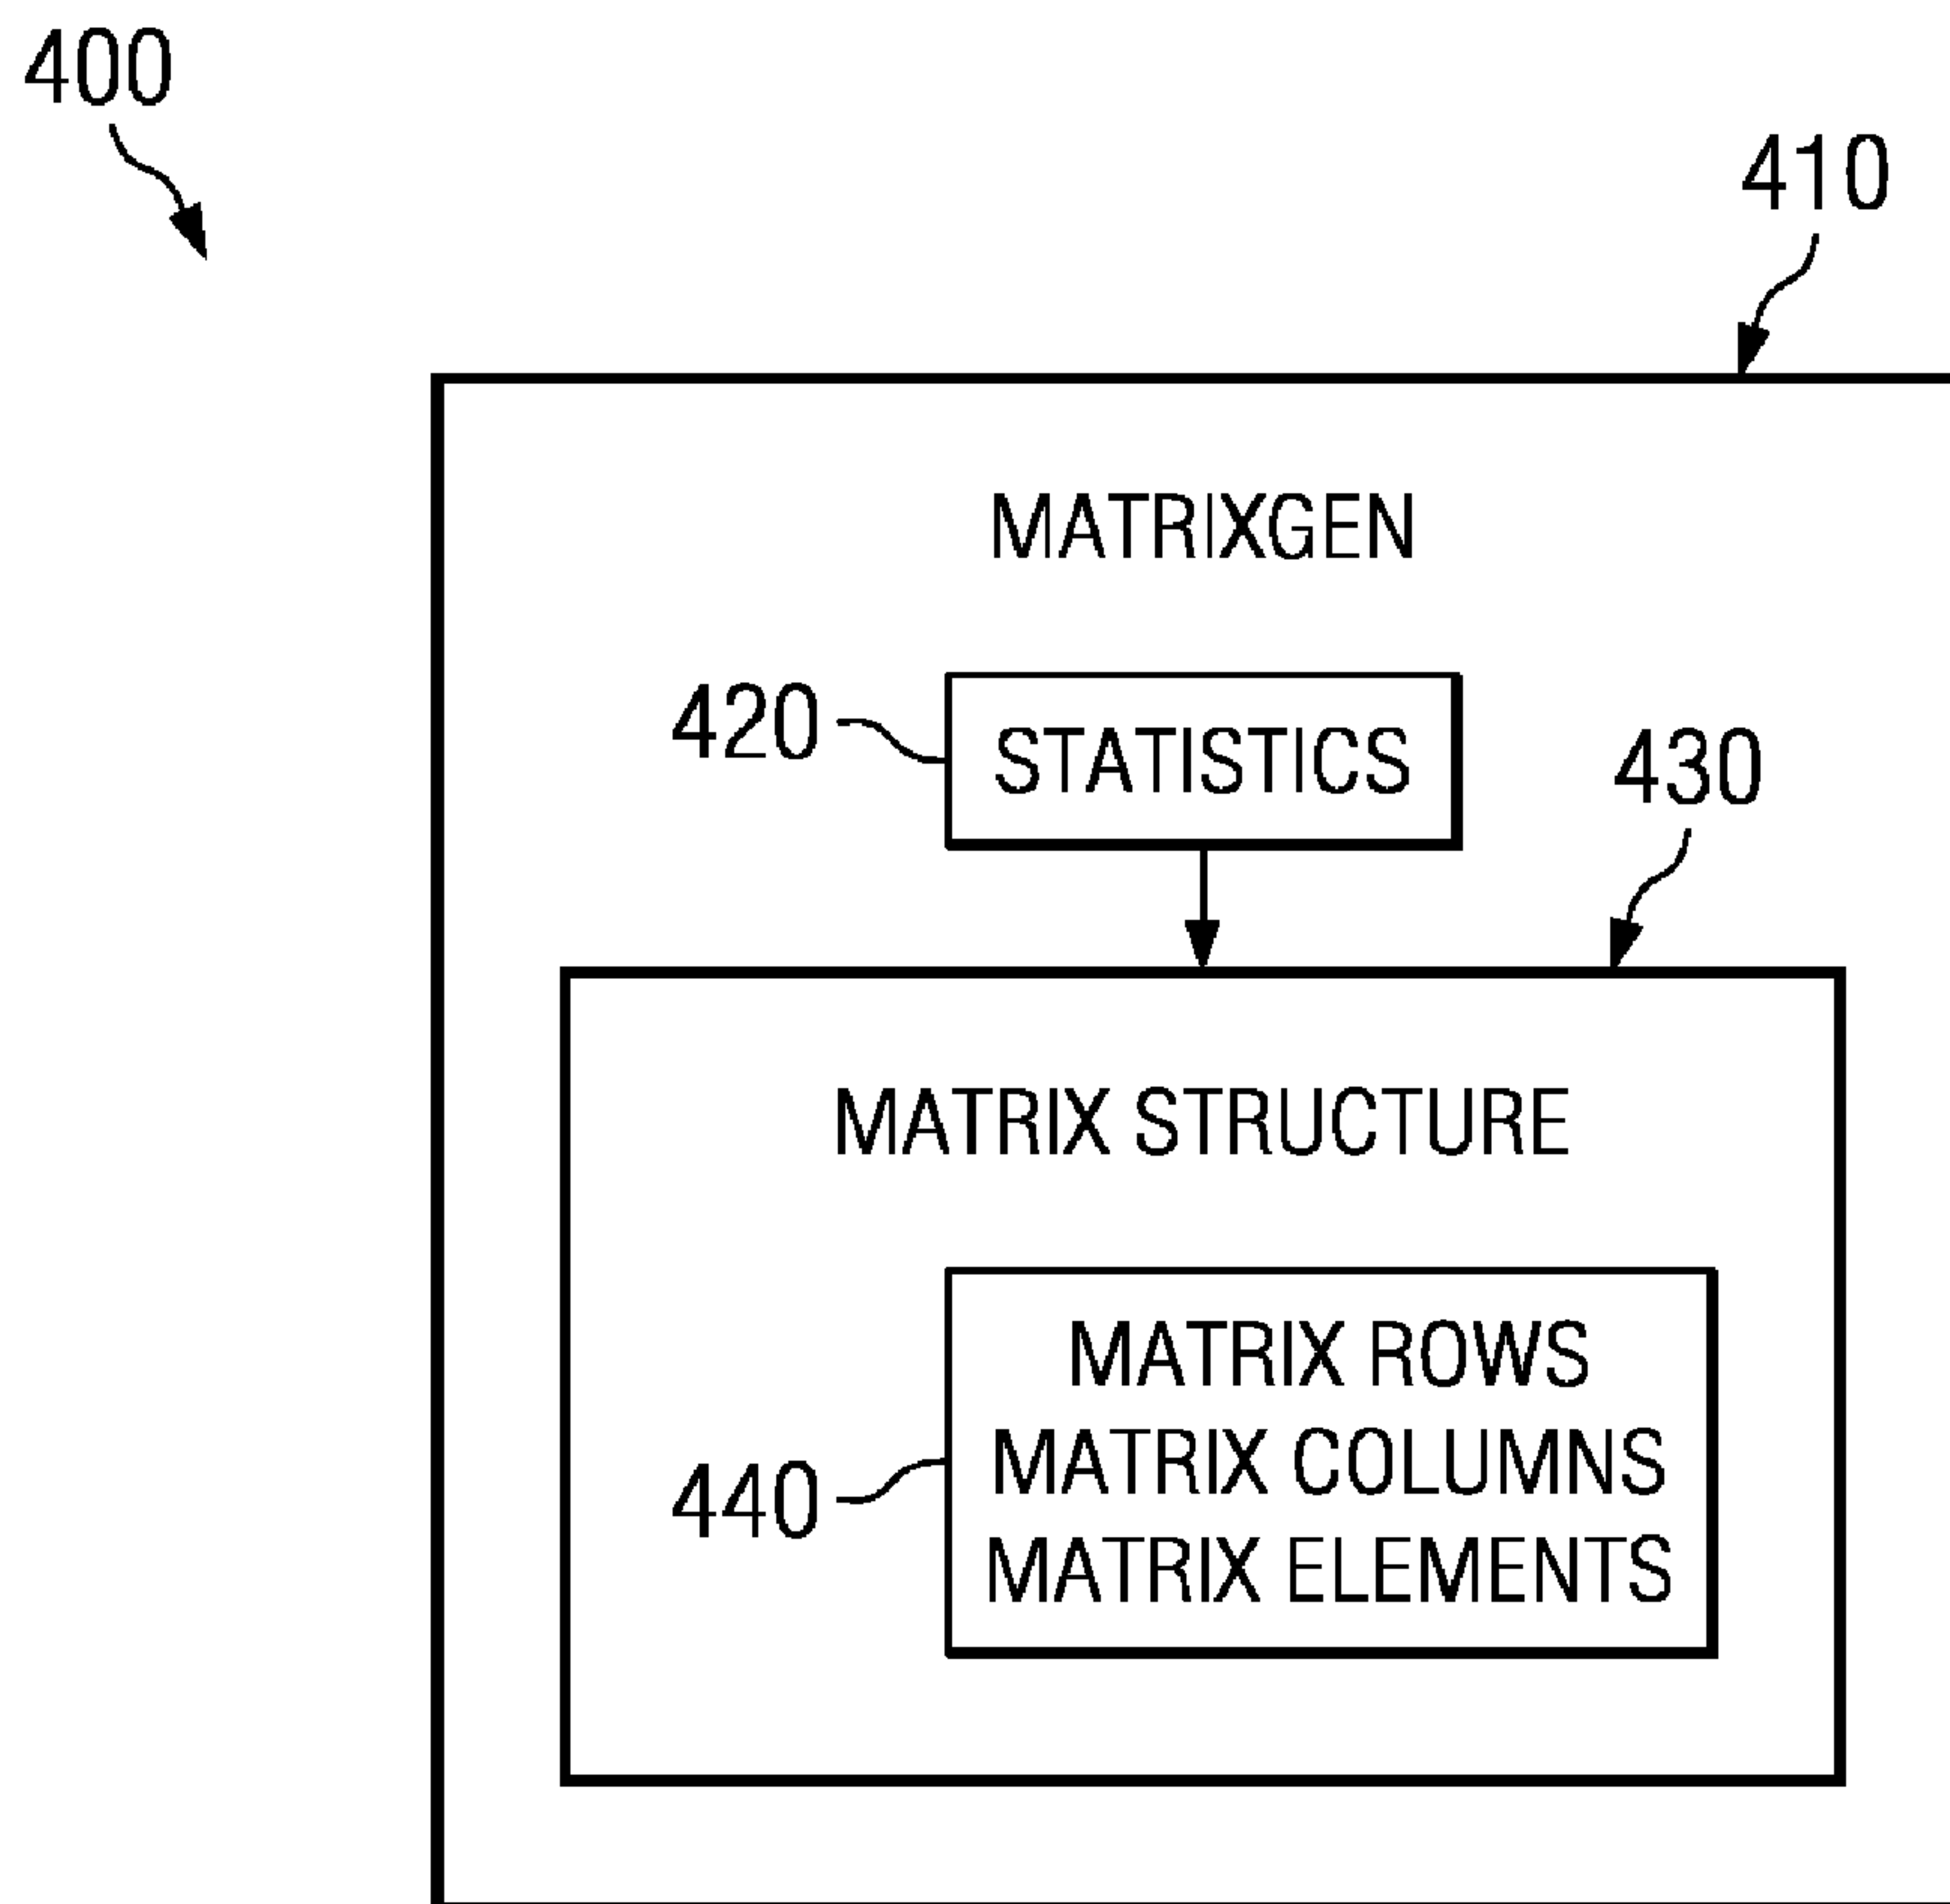 400
410
MATRIXGEN
420
STATISTICS
430
MATRIX STRUCTURE
MATRIX ROWS
MATRIX COLUMNS
440
MATRIX ELEMENTS